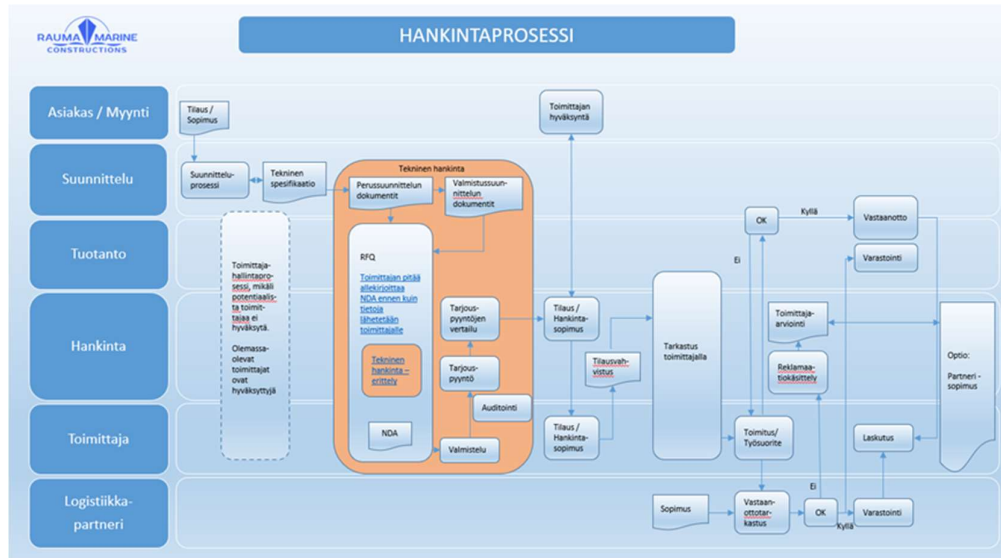 RAUMA MARINE
CONSTRUCTIONS
HANKINTAPROSESSI
Asiakas / Myynti
Tilaus /
Sopimus
Toimittajan
hyväksyntä
Suunnittelu
Suunnittelu-
prosessi
Tekninen
spesifikaatio
Tekninen hankinta
Perussuunnittelun
dokumentit
Valmistussuun-
nittelun
dokumentit
OK
Kyllä
Vastaanotto
Ei
Tuotanto
Toimittaja-
hallintapro-
sessi, mikäli
potentiaalis-
ta toimit-
tajaa ei
hyväksytä.
Olemassa-
olevat
toimittajat
ovat
hyväksyttyjä
RFQ
Toimittajan pitää
allekirjoittaa
NDA ennen kuin
tietoja
lähetetään
toimittajalle
Varastointi
Hankinta
Tekninen
hankinta –
erittely
Tarjous-
pyyntöjen
vertailu
Tarjous-
pyyntö
Tilaus /
Hankinta-
sopimus
Tilausvah-
vistus
Tarkastus
toimittajalla
Toimittaja-
arviointi
Reklamaa-
tiokäsittely
Optio:
Partneri -
sopimus
Toimittaja
NDA
Auditointi
Valmistelu
Tilaus /
Hankinta-
sopimus
Toimitus/
Työsuorite
Laskutus
Ei
Logistiikka-
partneri
Sopimus
Vastaan-
ottotar-
kastus
OK
Kyllä
Varastointi